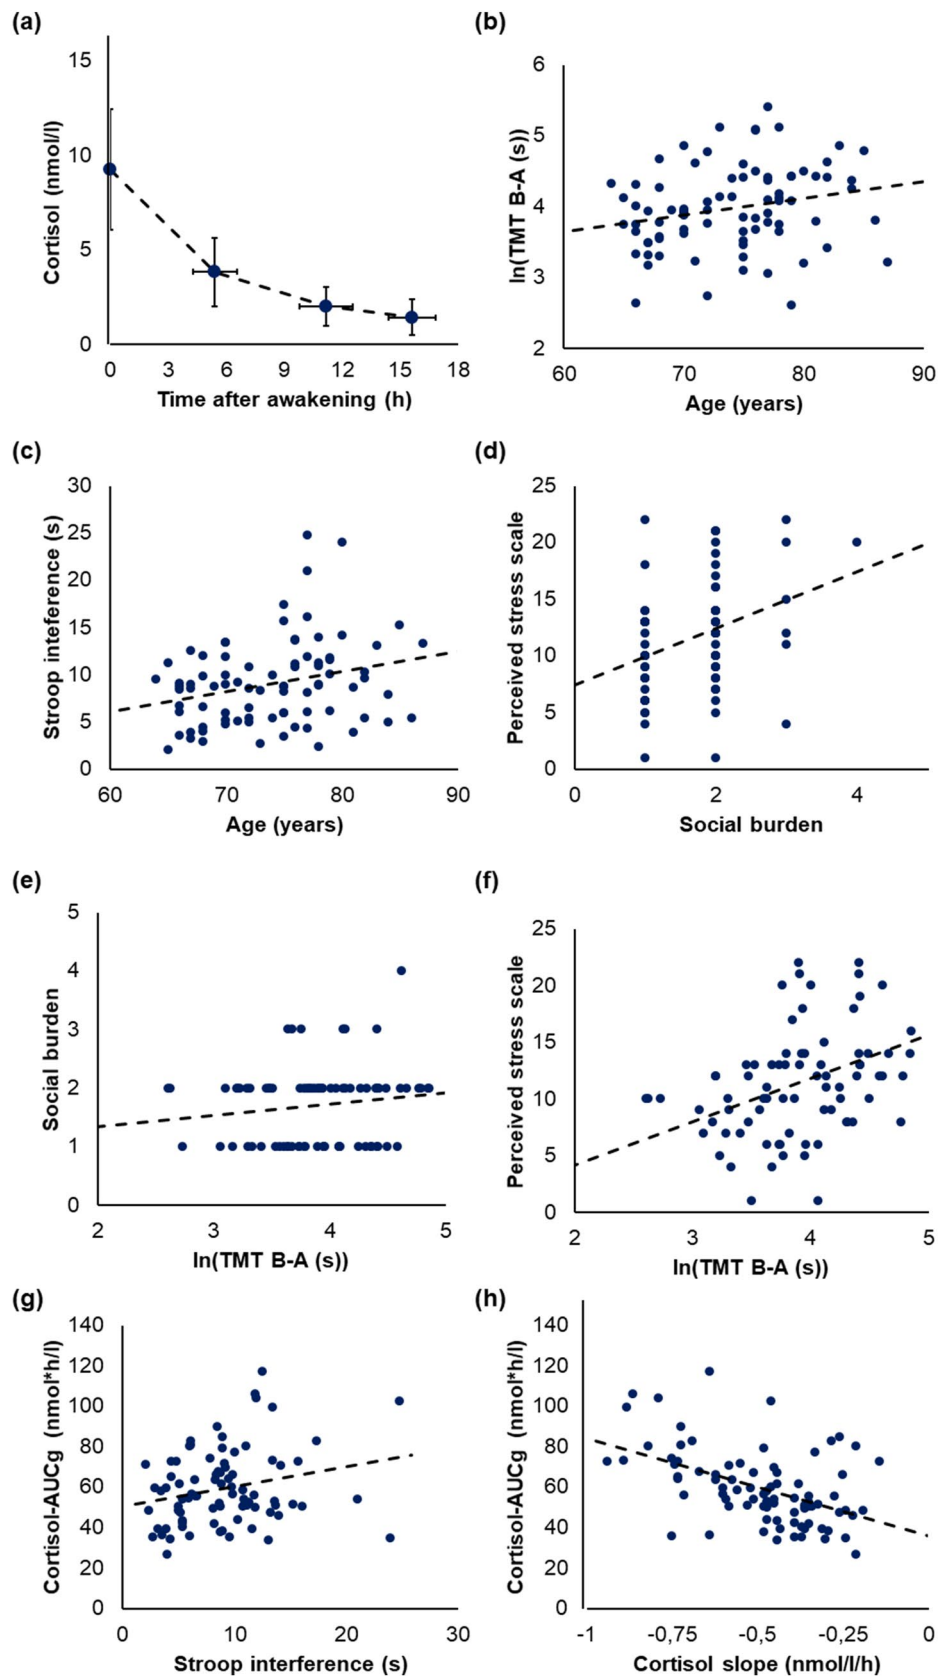 (a)
15
10
5
0
Cortisol (nmol/l)
0 3 6 9 12 15 18
Time after awakening (h)
(b)
6
5
4
3
2
ln(TMT B-A (s))
60 70 80 90
Age (years)
(c)
30
25
20
15
10
5
0
Stroop inteference (s)
60 70 80 90
Age (years)
(d)
25
20
15
10
5
0
Perceived stress scale
0 2 4
Social burden
(e)
5
4
3
2
1
0
Social burden
2 3 4 5
ln(TMT B-A (s))
(f)
25
20
15
10
5
0
Perceived stress scale
2 3 4 5
ln(TMT B-A (s))
(g)
140
120
100
80
60
40
20
0
Cortisol-AUCg (nmol*h/l)
0 10 20 30
Stroop interference (s)
(h)
140
120
100
80
60
40
20
0
Cortisol-AUCg (nmol*h/l)
-1 -0,75 -0,5 -0,25 0
Cortisol slope (nmol/l/h)